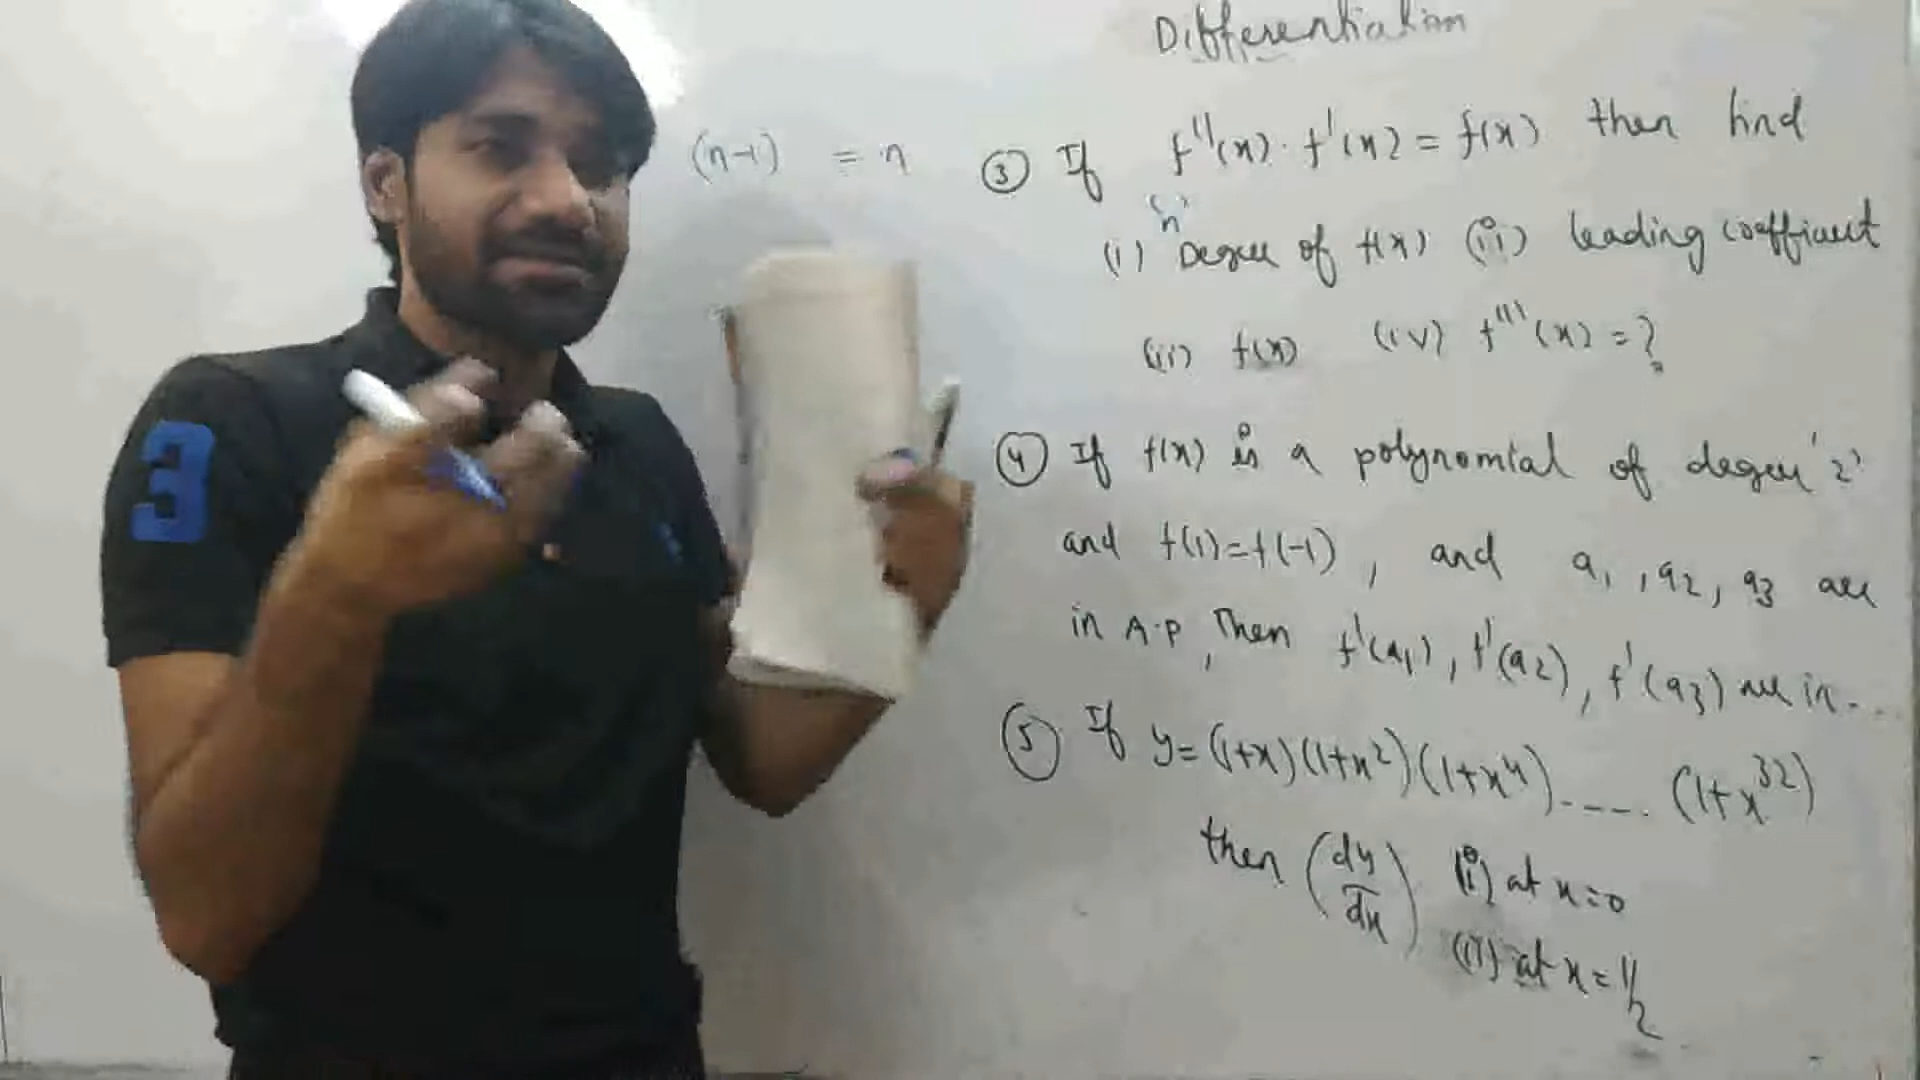 Differentiation
(n-1) = n
③ If f''(x). f'(x) = f(x) then find
'n'
(i) Degree of f(x) (ii) leading coefficient
(iii) f(x) (iv) f'''(x) = ?
④ If f(x) is a polynomial of degree '2'
and f(1)=f(-1), and a1, a2, a3 are
in A.P, Then f'(a1), f'(a2), f'(a3) are in...
⑤ If y= (1+x)(1+x²)(1+x⁴)------(1+x³²)
then (dy/dx) (i) at x=0
(ii) at x = 1/2
3